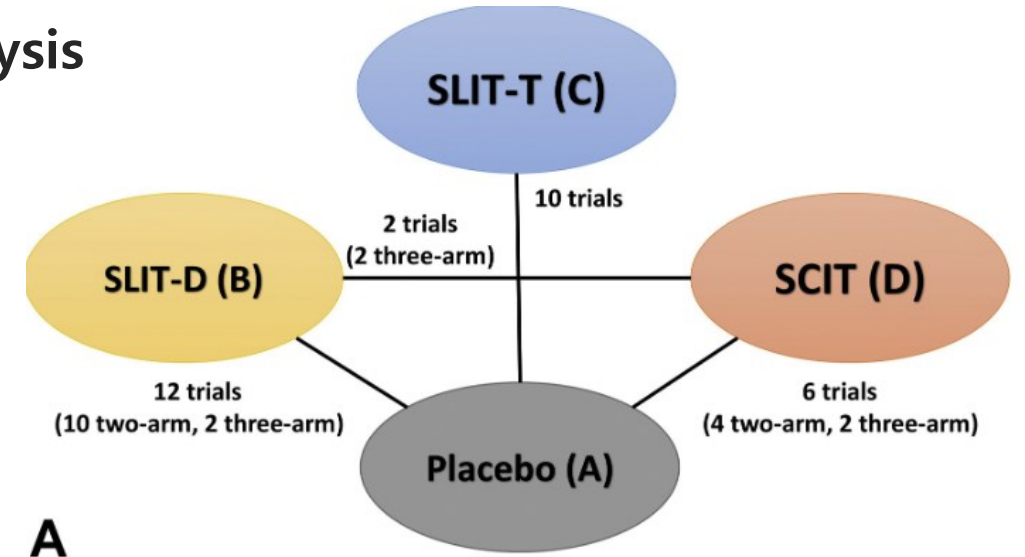 ysis
SLIT-T (C)
10 trials
2 trials
(2 three-arm)
SLIT-D (B)
SCIT (D)
12 trials
(10 two-arm, 2 three-arm)
6 trials
(4 two-arm, 2 three-arm)
Placebo (A)
A